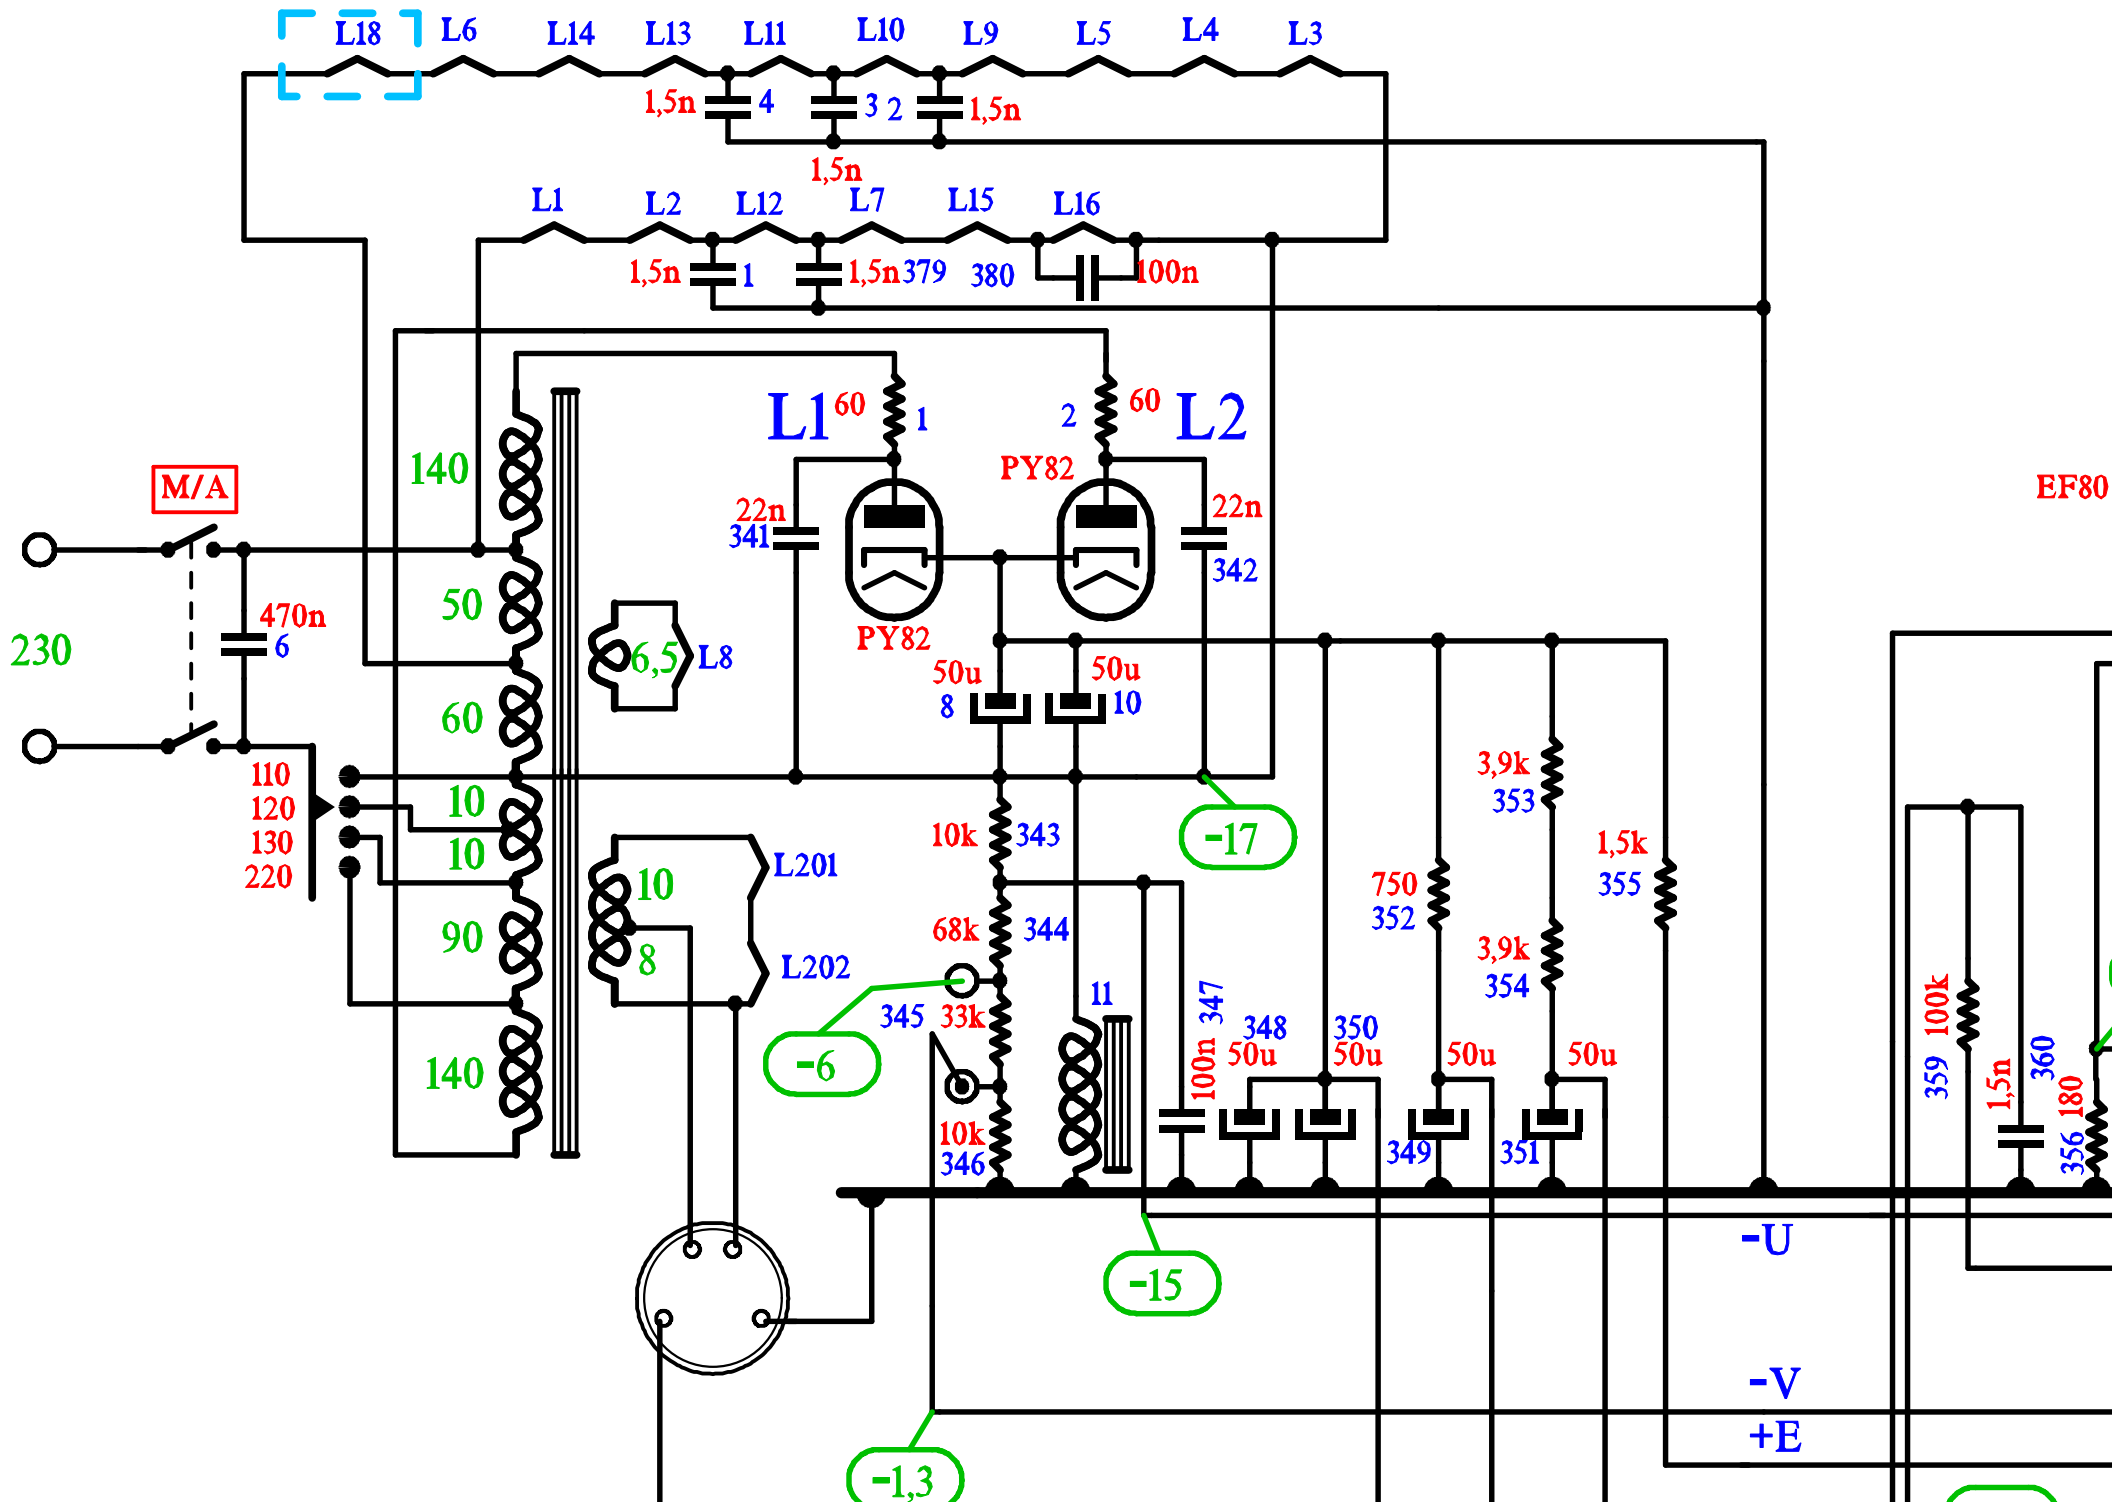 L18 L6 L14 L13 L11 L10 L9 L5 L4 L3
1,5n 4 3 2 1,5n
1,5n
L1 L2 L12 L7 L15 L16
1,5n 1 1,5n 379 380 100n
L1 60 1 2 60 L2
140 PY82
M/A EF80
22n 341 22n 342
50
470n
6
230 6,5 L8 PY82
60 50u 8 50u 10
110
120
130
220
10
10
3,9k
353
-17
10k 343
1,5k
355
L201
10
8
750
352
90
68k 344
3,9k
354
L202
345 33k 11
-6
140
347
100n
348
50u
350
50u
50u
50u
100k
359
1,5n
360
180
356
10k
346
349 351
-U
-15
-V
+E
-1,3